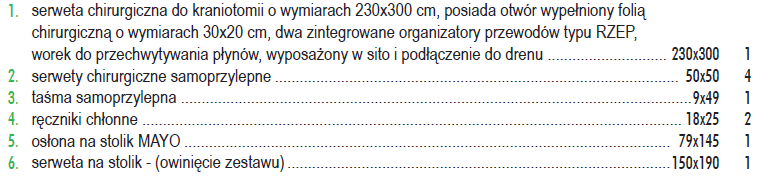 1. serweta chirurgiczna do kraniotomii o wymiarach 230x300 cm, posiada otwór wypełniony folią
chirurgiczną o wymiarach 30x20 cm, dwa zintegrowane organizatory przewodów typu RZEP,
worek do przechwytywania płynów, wyposażony w sito i podłączenie do drenu ........................ 230x300 1
2. serwety chirurgiczne samoprzylepne ........................ 50x50 4
3. taśma samoprzylepna ........................ 9x49 1
4. ręczniki chłonne ........................ 18x25 2
5. osłona na stolik MAYO ........................ 79x145 1
6. serweta na stolik - (owinięcie zestawu) ........................ 150x190 1